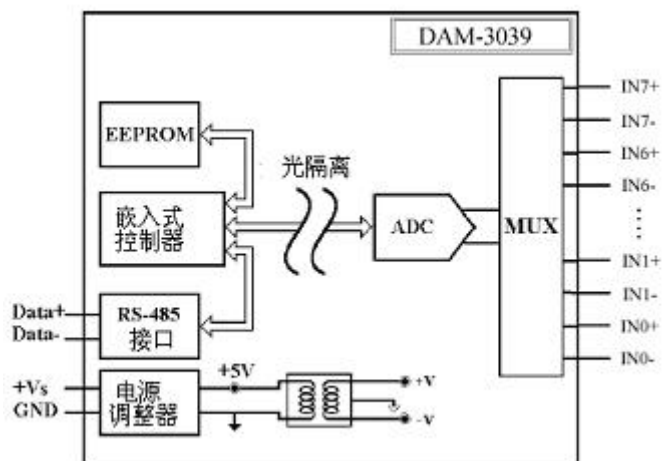 DAM-3039
IN7+
IN7-
IN6+
IN6-
IN1+
IN1-
IN0+
IN0-
EEPROM
光隔离
嵌入式
控制器
ADC
MUX
Data+
Data-
RS-485
接口
+Vs
GND
电源
调整器
+5V
+V
-V